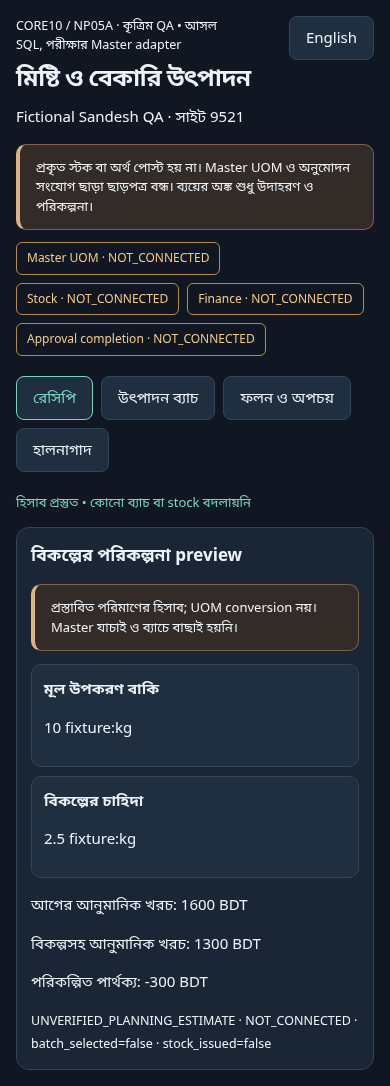 CORE10 / NP05A · কৃত্রিম QA • আসল
SQL, পরীক্ষার Master adapter
English
মিষ্টি ও বেকারি উৎপাদন
Fictional Sandesh QA · সাইট 9521
প্রকৃত স্টক বা অর্থ পোস্ট হয় না। Master UOM ও অনুমোদন
সংযোগ ছাড়া ছাড়পত্র বন্ধ। ব্যয়ের অঙ্ক শুধু উদাহরণ ও
পরিকল্পনা।
Master UOM · NOT_CONNECTED
Stock · NOT_CONNECTED
Finance · NOT_CONNECTED
Approval completion · NOT_CONNECTED
রেসিপি
উৎপাদন ব্যাচ
ফলন ও অপচয়
হালনাগাদ
হিসাব প্রস্তুত • কোনো ব্যাচ বা stock বদলায়নি
বিকল্পের পরিকল্পনা preview
প্রস্তাবিত পরিমাণের হিসাব; UOM conversion নয়।
Master যাচাই ও ব্যাচে বাছাই হয়নি।
মূল উপকরণ বাকি
10 fixture:kg
বিকল্পের চাহিদা
2.5 fixture:kg
আগের আনুমানিক খরচ: 1600 BDT
বিকল্পসহ আনুমানিক খরচ: 1300 BDT
পরিকল্পিত পার্থক্য: -300 BDT
UNVERIFIED_PLANNING_ESTIMATE · NOT_CONNECTED ·
batch_selected=false · stock_issued=false